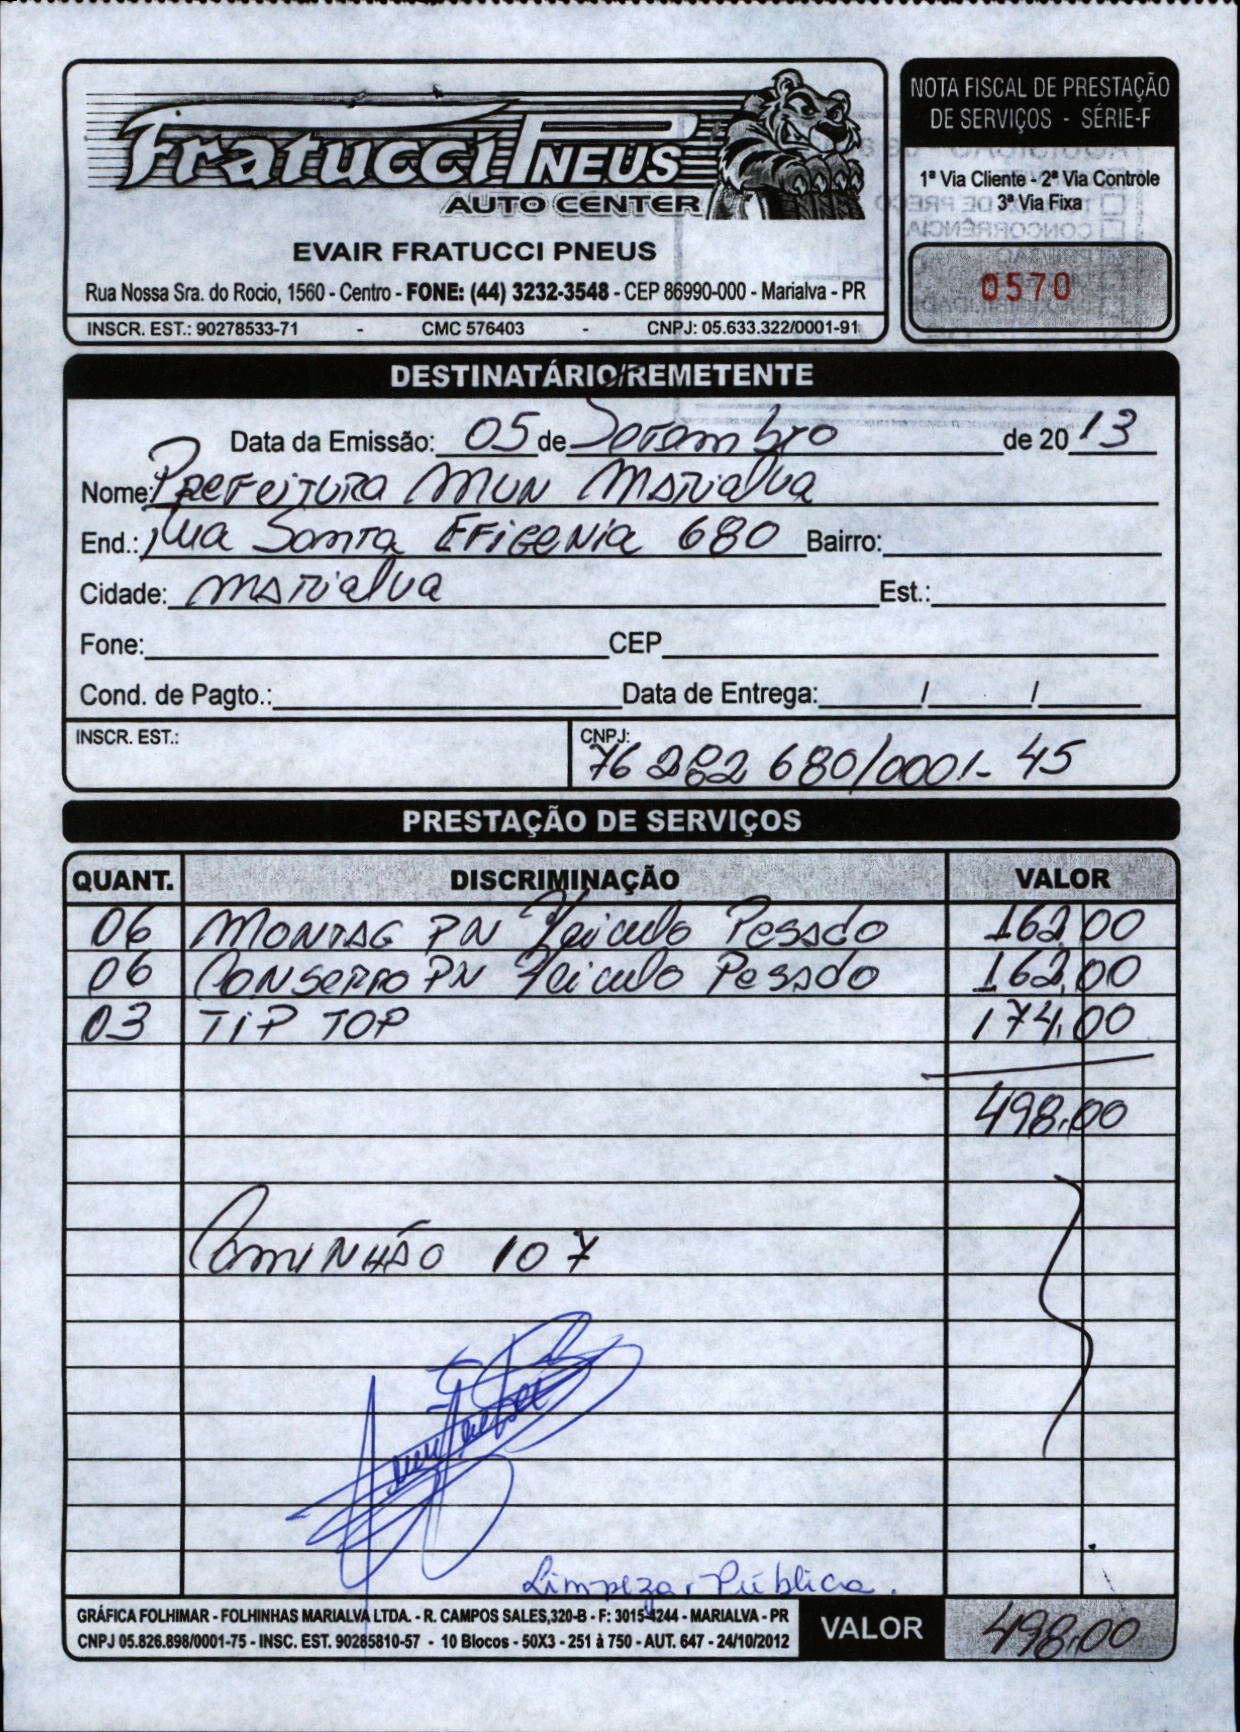 Fratucci PNEUS
AUTO CENTER
EVAIR FRATUCCI PNEUS
Rua Nossa Sra. do Rocio, 1560 - Centro - FONE: (44) 3232-3548 - CEP 86990-000 - Marialva - PR
INSCR. EST.: 90278533-71 - CMC 576403 - CNPJ: 05.633.322/0001-91
NOTA FISCAL DE PRESTAÇÃO
DE SERVIÇOS - SÉRIE-F
1ª Via Cliente - 2ª Via Controle
3ª Via Fixa
0570
DESTINATÁRIO/REMETENTE
Data da Emissão: 05 de Setembro de 20 13
Nome: Prefeitura Mun Marialva
End.: Rua Santa Efigenia 680 Bairro:
Cidade: Marialva Est.:
Fone: CEP
Cond. de Pagto.: Data de Entrega: / /
INSCR. EST.: CNPJ: 76 282 680/0001-45
PRESTAÇÃO DE SERVIÇOS
QUANT. DISCRIMINAÇÃO VALOR
06 Montag PN Veiculo Pesado 162,00
06 Conserto PN Veiculo Pesado 162,00
03 TIP TOP 174,00
498,00
Caminhão 107
Limpeza Pública.
GRÁFICA FOLHIMAR - FOLHINHAS MARIALVA LTDA. - R. CAMPOS SALES,320-B - F: 3015-4244 - MARIALVA - PR
CNPJ 05.826.898/0001-75 - INSC. EST. 90265810-57 - 10 Blocos - 50X3 - 251 à 750 - AUT. 647 - 24/10/2012
VALOR 498,00